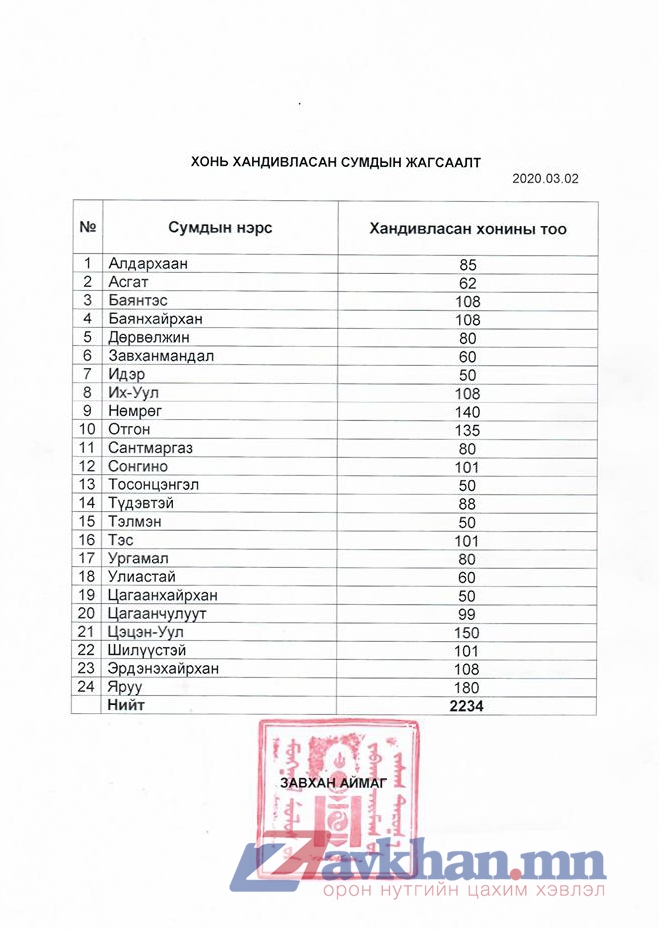 ХОНЬ ХАНДИВЛАСАН СУМДЫН ЖАГСААЛТ
2020.03.02
№ Сумдын нэрс Хандивласан хонины тоо
1 Алдархаан 85
2 Асгат 62
3 Баянтэс 108
4 Баянхайрхан 108
5 Дөрвөлжин 80
6 Завханмандал 60
7 Идэр 50
8 Их-Уул 108
9 Нөмрөг 140
10 Отгон 135
11 Сантмаргаз 80
12 Сонгино 101
13 Тосонцэнгэл 50
14 Түдэвтэй 88
15 Тэлмэн 50
16 Тэс 101
17 Ургамал 80
18 Улиастай 60
19 Цагаанхайрхан 50
20 Цагаанчулуут 99
21 Цэцэн-Уул 150
22 Шилүүстэй 101
23 Эрдэнэхайрхан 108
24 Яруу 180
Нийт 2234
ЗАВХАН АЙМАГ
Zavkhan.mn
орон нутгийн цахим хэвлэл